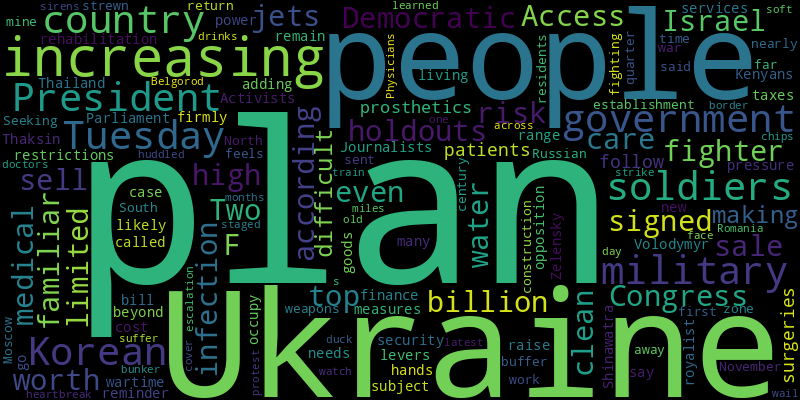 sirens strewn return learned
country jets Democratic Access Israel services soft
mine power
rehabilitation remain
increasing people
Physicians fighting quarter time nearly
war said far
Thailand adding living residents Kenyans
President Belgorod drinks
Activists prosthetics risk establishment taxes
Seeking Parliament firmly holdouts government border
Tuesday according across one
restrictions North Journalists patients care fighter chips
doctors huddled feels range Russian follow pressure
sell high difficult sent train century strike
case even soldiers
South Two miles water signed new making
likely old opposition Romania
medical familiar limited called F many construction face
months goods Zelensky Volodymyr sale
infection staged plan s day
Moscow military
bill top finance billion clean Congress first zone
beyond escalation occupy weapons measures
Korean cost Ukraine
suffer duck security latest needs levers raise away November
go cover protest buffer say Shinawatra royalist surgeries
worth bunker wartime watch hands work
reminder subject
heartbreak wail
Thaksin